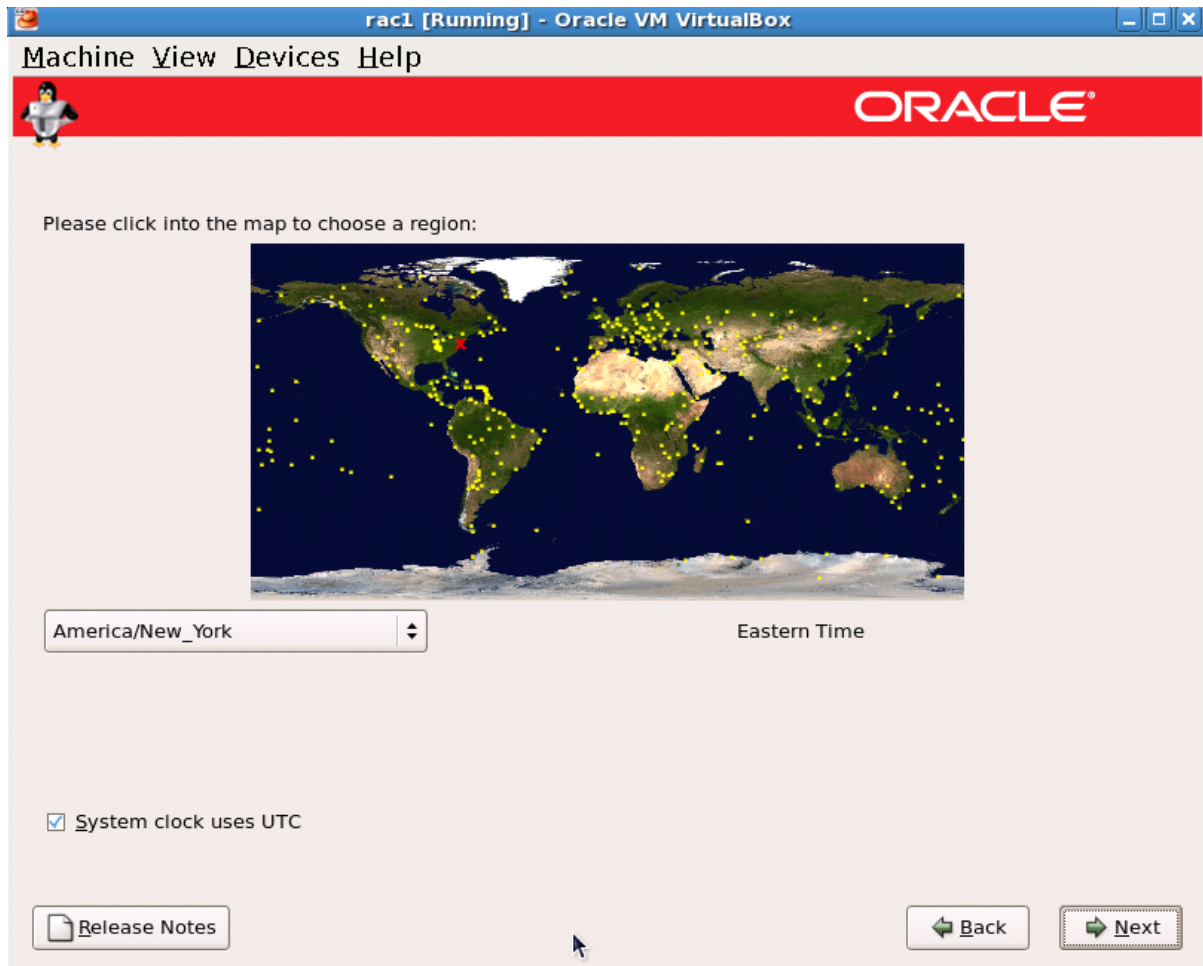 rac1 [Running] - Oracle VM VirtualBox
Machine View Devices Help
ORACLE®
Please click into the map to choose a region:
America/New_York
Eastern Time
System clock uses UTC
Release Notes
Back
Next